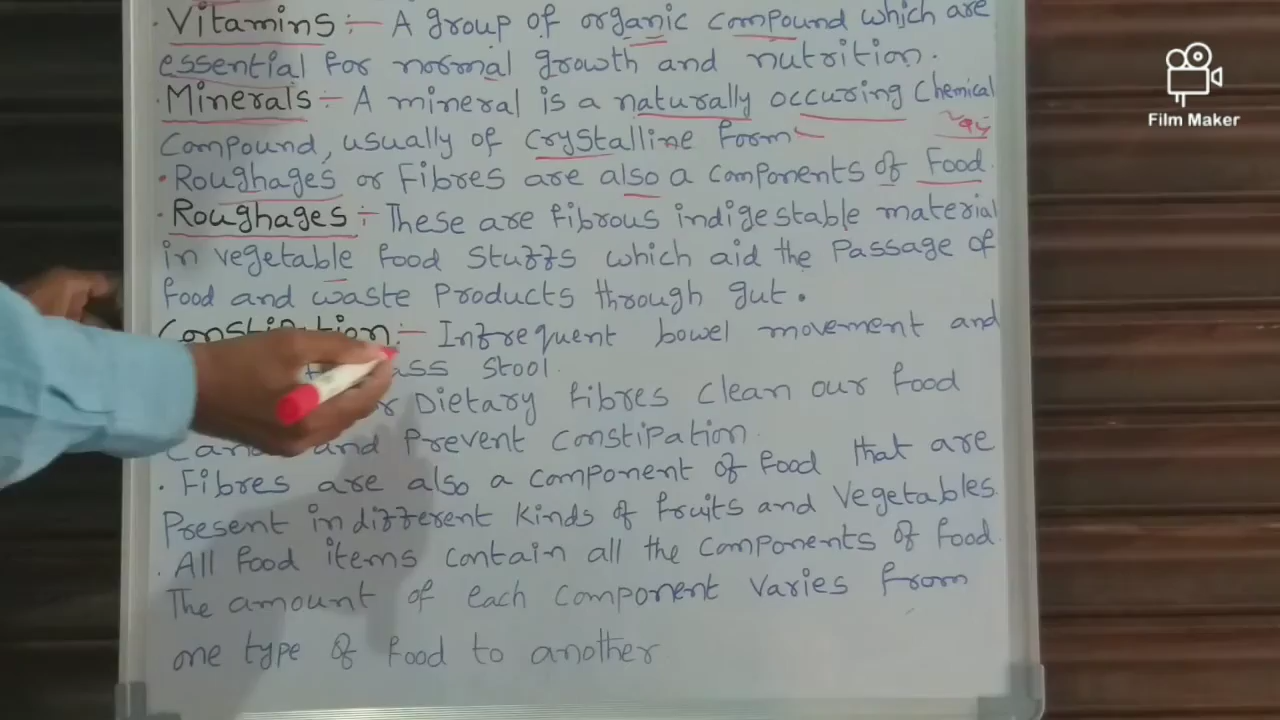 · Vitamins :- A group of organic compound which are
essential for normal growth and nutrition.
· Minerals :- A mineral is a naturally occuring Chemical
Compound, usually of crystalline form
· Roughages or Fibres are also a components of Food.
· Roughages :- These are fibrous indigestable material
in vegetable food stuffs which aid the Passage of
food and waste Products through gut.
Constipation :- Infrequent bowel movement and
stool.
Dietary fibres clean our food
and Prevent Constipation.
· Fibres are also a component of food that are
Present in different kinds of fruits and vegetables.
· All food items contain all the components of food.
The amount of each component varies from
one type of food to another
Film Maker